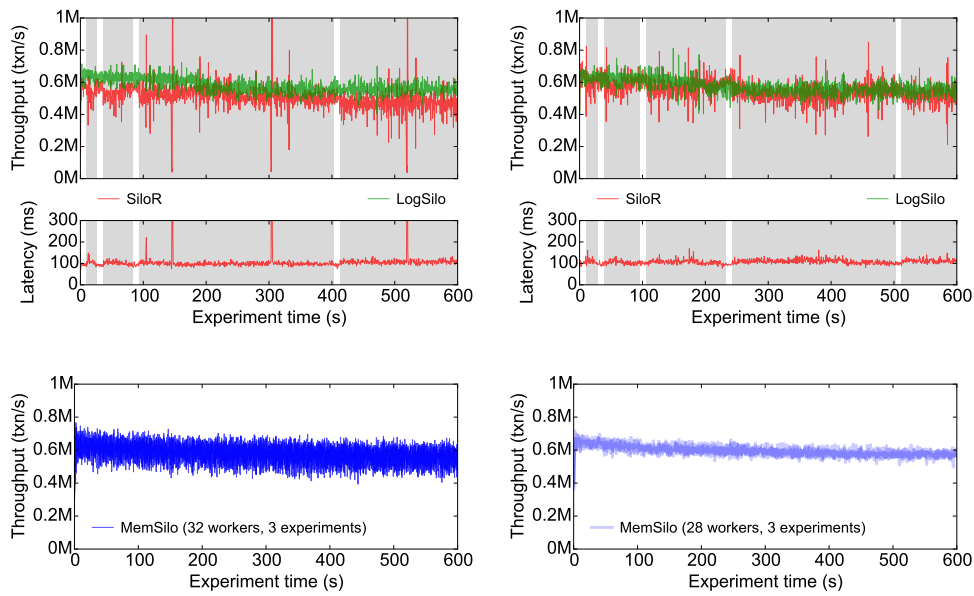 1M
0.8M
0.6M
0.4M
0.2M
0M
Throughput (txn/s)
SiloR
LogSilo
300
200
100
0
Latency (ms)
0 100 200 300 400 500 600
Experiment time (s)
1M
0.8M
0.6M
0.4M
0.2M
0M
Throughput (txn/s)
SiloR
LogSilo
300
200
100
0
Latency (ms)
0 100 200 300 400 500 600
Experiment time (s)
1M
0.8M
0.6M
0.4M
0.2M
0M
Throughput (txn/s)
MemSilo (32 workers, 3 experiments)
0 100 200 300 400 500 600
Experiment time (s)
1M
0.8M
0.6M
0.4M
0.2M
0M
Throughput (txn/s)
MemSilo (28 workers, 3 experiments)
0 100 200 300 400 500 600
Experiment time (s)